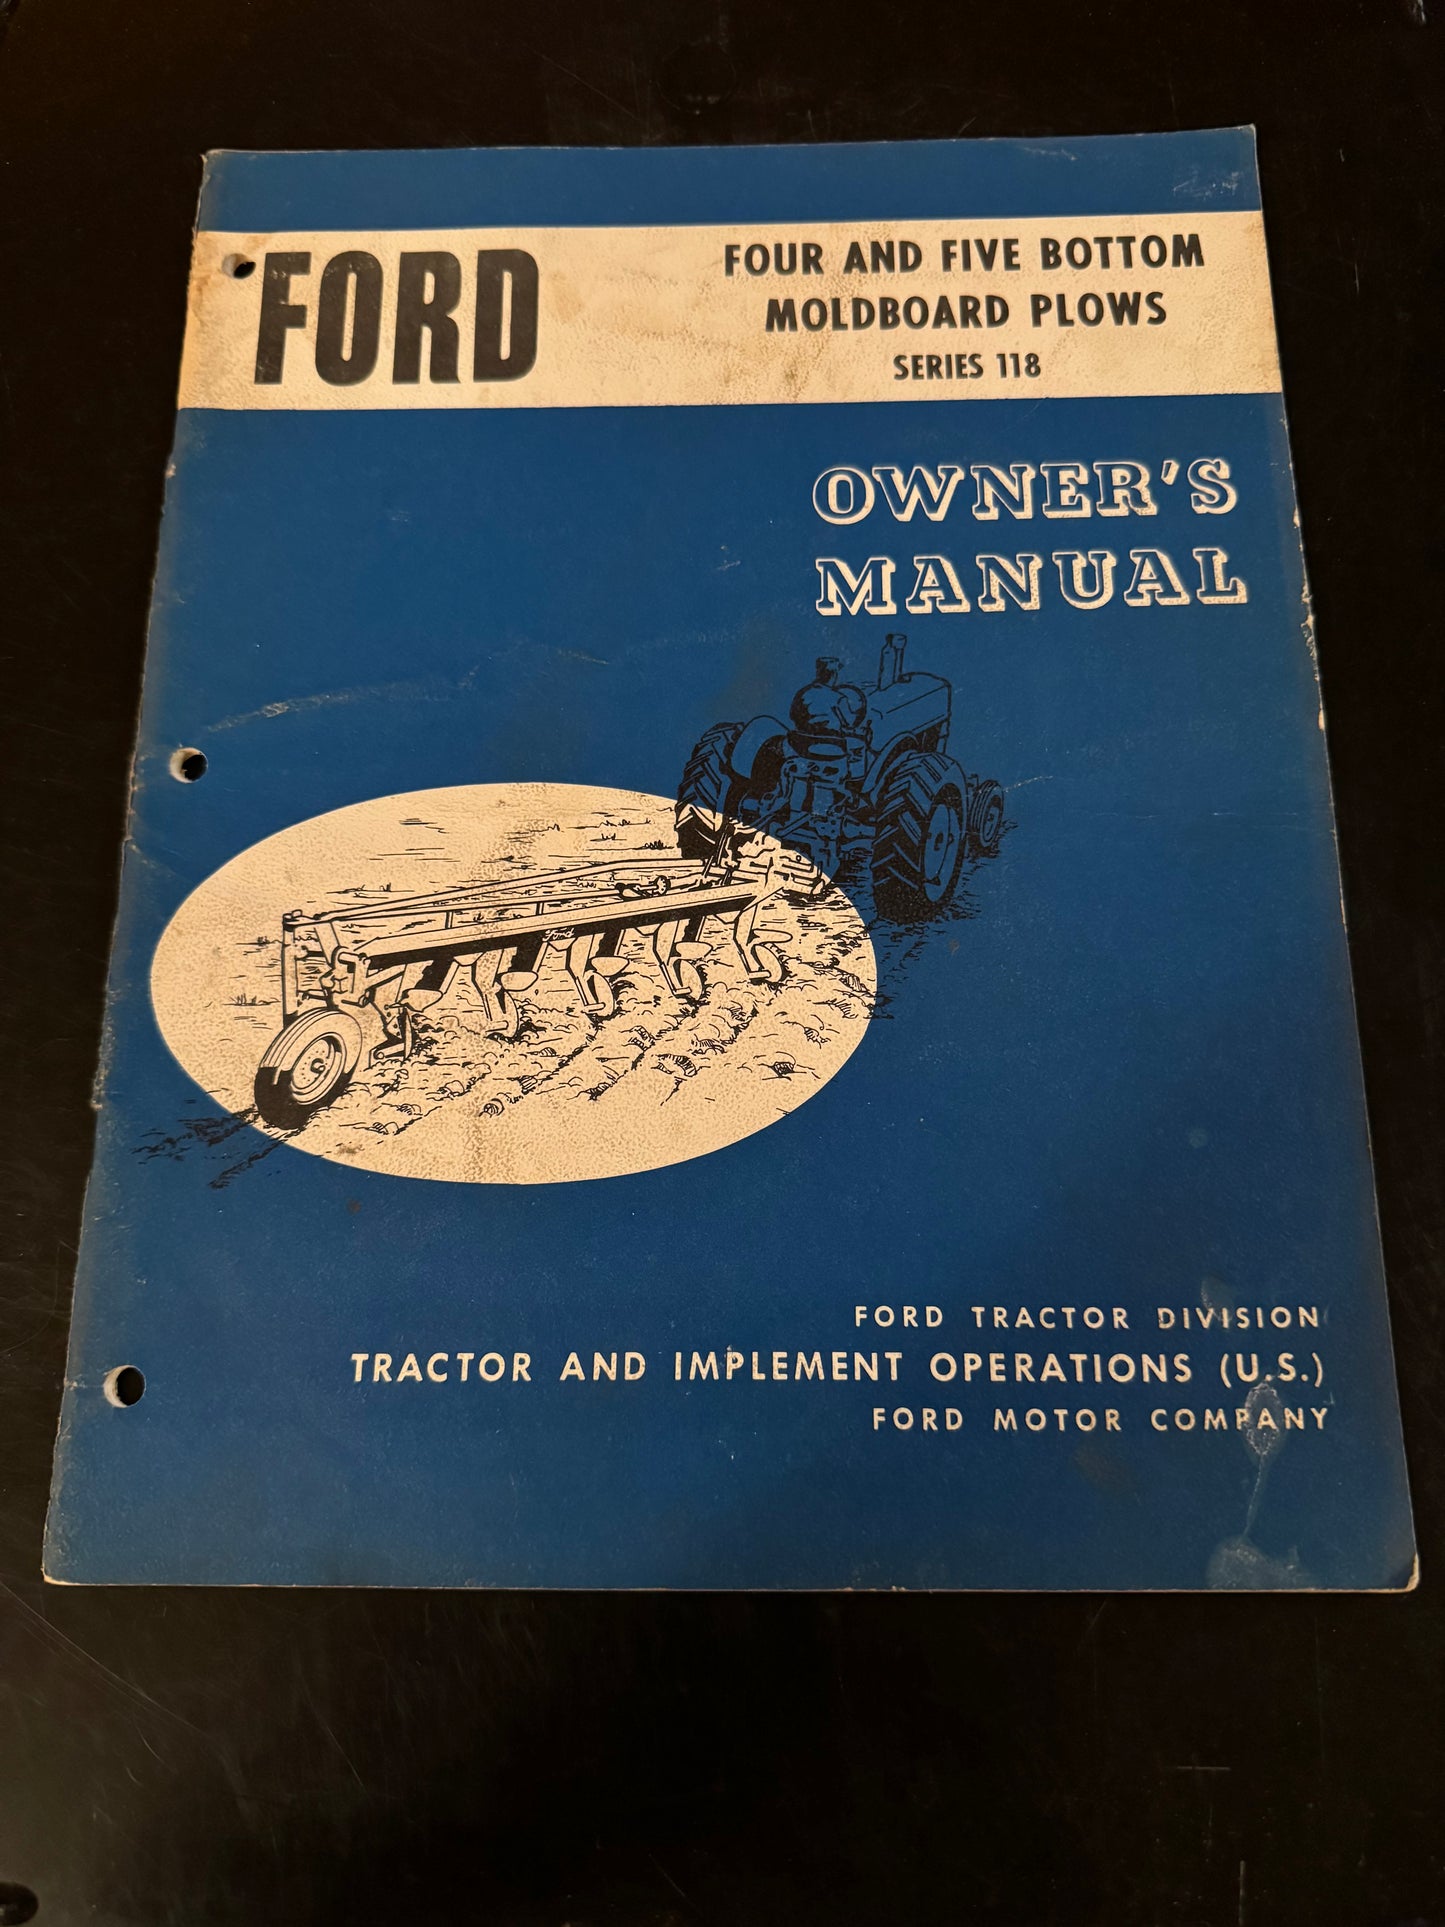 FORD
FOUR AND FIVE BOTTOM
MOLDBOARD PLOWS
SERIES 118
OWNER'S
MANUAL
Ford
FORD TRACTOR DIVISION
TRACTOR AND IMPLEMENT OPERATIONS (U.S.)
FORD MOTOR COMPANY